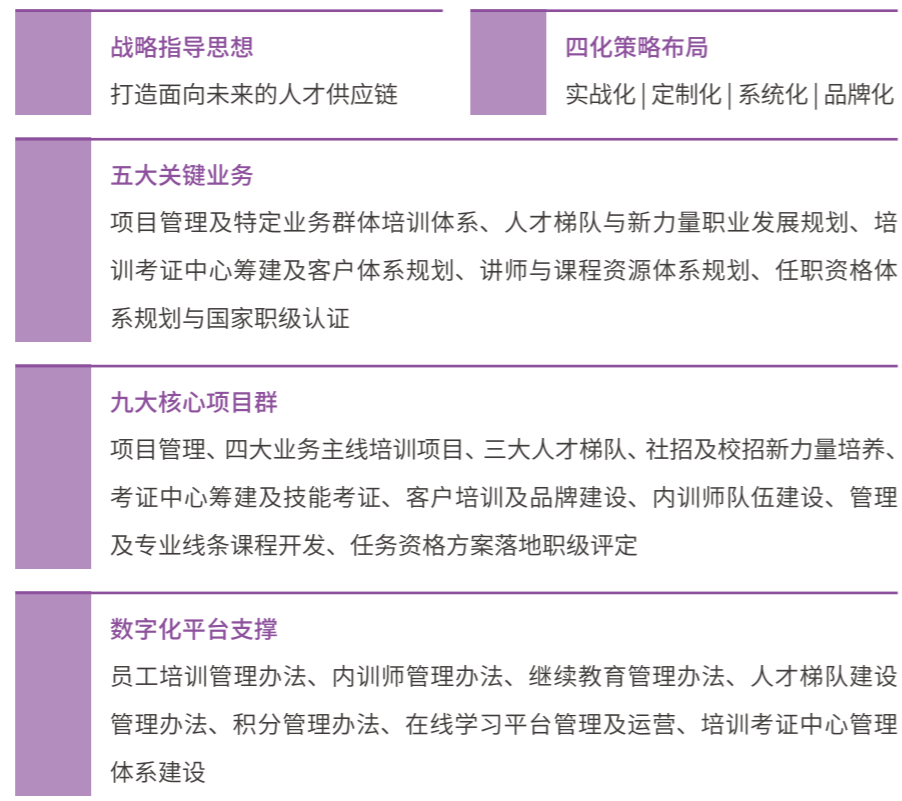 战略指导思想
打造面向未来的人才供应链
四化策略布局
实战化|定制化|系统化|品牌化
五大关键业务
项目管理及特定业务群体培训体系、人才梯队与新力量职业发展规划、培
训考证中心筹建及客户体系规划、讲师与课程资源体系规划、任职资格体
系规划与国家职级认证
九大核心项目群
项目管理、四大业务主线培训项目、三大人才梯队、社招及校招新力量培养、
考证中心筹建及技能考证、客户培训及品牌建设、内训师队伍建设、管理
及专业线条课程开发、任务资格方案落地职级评定
数字化平台支撑
员工培训管理办法、内训师管理办法、继续教育管理办法、人才梯队建设
管理办法、积分管理办法、在线学习平台管理及运营、培训考证中心管理
体系建设